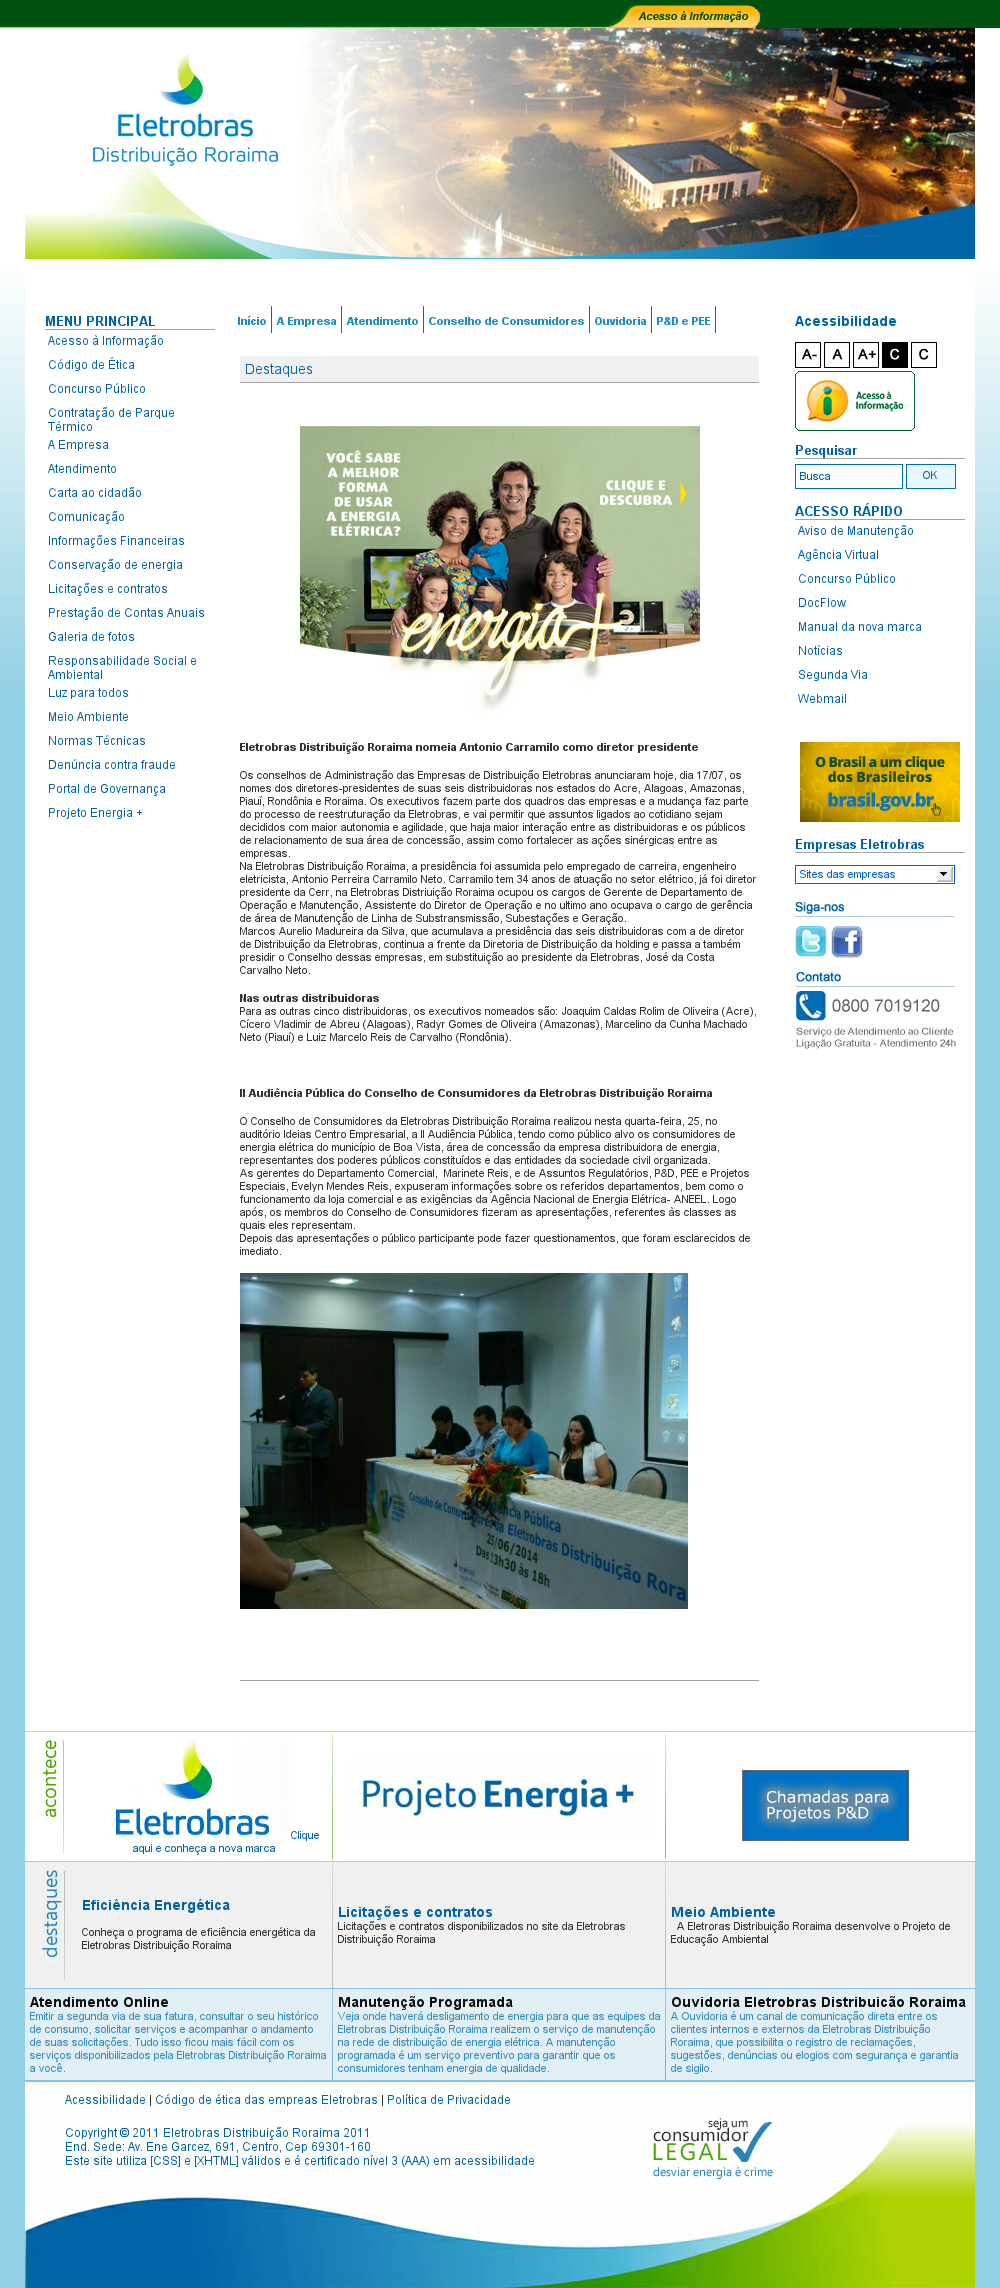 Acesso à Informação
Eletrobras
Distribuição Roraima
MENU PRINCIPAL
Acesso à Informação
Código de Ética
Concurso Público
Contratação de Parque
Térmico
A Empresa
Atendimento
Carta ao cidadão
Comunicação
Informações Financeiras
Conservação de energia
Licitações e contratos
Prestação de Contas Anuais
Galeria de fotos
Responsabilidade Social e
Ambiental
Luz para todos
Meio Ambiente
Normas Técnicas
Denúncia contra fraude
Portal de Governança
Projeto Energia +
Início | A Empresa | Atendimento | Conselho de Consumidores | Ouvidoria | P&D e PEE |
Destaques
VOCÊ SABE
A MELHOR
FORMA
DE USAR
A ENERGIA
ELÉTRICA?
CLIQUE E
DESCUBRA
energia+
Eletrobras Distribuição Roraima nomeia Antonio Carramilo como diretor presidente
Os conselhos de Administração das Empresas de Distribuição Eletrobras anunciaram hoje, dia 17/07, os
nomes dos diretores-presidentes de suas seis distribuidoras nos estados do Acre, Alagoas, Amazonas,
Piauí, Rondônia e Roraima. Os executivos fazem parte dos quadros das empresas e a mudança faz parte
do processo de reestruturação da Eletrobras, e vai permitir que assuntos ligados ao cotidiano sejam
decididos com maior autonomia e agilidade, que haja maior interação entre as distribuidoras e os públicos
de relacionamento de sua área de concessão, assim como fortalecer as ações sinérgicas entre as
empresas.
Na Eletrobras Distribuição Roraima, a presidência foi assumida pelo empregado de carreira, engenheiro
eletricista, Antonio Perreira Carramilo Neto. Carramilo tem 34 anos de atuação no setor elétrico, já foi diretor
presidente da Cerr, na Eletrobras Distriuição Roraima ocupou os cargos de Gerente de Departamento de
Operação e Manutenção, Assistente do Diretor de Operação e no ultimo ano ocupava o cargo de gerência
de área de Manutenção de Linha de Substransmissão, Subestações e Geração.
Marcos Aurelio Madureira da Silva, que acumulava a presidência das seis distribuidoras com a de diretor
de Distribuição da Eletrobras, continua a frente da Diretoria de Distribuição da holding e passa a também
presidir o Conselho dessas empresas, em substituição ao presidente da Eletrobras, José da Costa
Carvalho Neto.
Nas outras distribuidoras
Para as outras cinco distribuidoras, os executivos nomeados são: Joaquim Caldas Rolim de Oliveira (Acre),
Cícero Vladimir de Abreu (Alagoas), Radyr Gomes de Oliveira (Amazonas), Marcelino da Cunha Machado
Neto (Piauí) e Luiz Marcelo Reis de Carvalho (Rondônia).
II Audiência Pública do Conselho de Consumidores da Eletrobras Distribuição Roraima
O Conselho de Consumidores da Eletrobras Distribuição Roraima realizou nesta quarta-feira, 25, no
auditório Ideias Centro Empresarial, a II Audiência Pública, tendo como público alvo os consumidores de
energia elétrica do município de Boa Vista, área de concessão da empresa distribuidora de energia,
representantes dos poderes públicos constituídos e das entidades da sociedade civil organizada.
As gerentes do Departamento Comercial, Marinete Reis, e de Assuntos Regulatórios, P&D, PEE e Projetos
Especiais, Evelyn Mendes Reis, expuseram informações sobre os referidos departamentos, bem como o
funcionamento da loja comercial e as exigências da Agência Nacional de Energia Elétrica- ANEEL. Logo
após, os membros do Conselho de Consumidores fizeram as apresentações, referentes às classes as
quais eles representam.
Depois das apresentações o público participante pode fazer questionamentos, que foram esclarecidos de
imediato.
Audiência Pública
Conselho de Consumidores da Eletrobras Distribuição Rora
25/06/2014
Das 13h30 às 18h
Acessibilidade
A- A A+ C C
Acesso à
Informação
Pesquisar
Busca OK
ACESSO RÁPIDO
Aviso de Manutenção
Agência Virtual
Concurso Público
DocFlow
Manual da nova marca
Notícias
Segunda Via
Webmail
O Brasil a um clique
dos Brasileiros
brasil.gov.br
Empresas Eletrobras
Sites das empresas
Siga-nos
Contato
0800 7019120
Serviço de Atendimento ao Cliente
Ligação Gratuita - Atendimento 24h
acontece
Eletrobras
Clique
aqui e conheça a nova marca
Projeto Energia +
Chamadas para
Projetos P&D
destaques
Eficiência Energética
Conheça o programa de eficiência energética da
Eletrobras Distribuição Roraima
Licitações e contratos
Licitações e contratos disponibilizados no site da Eletrobras
Distribuição Roraima
Meio Ambiente
A Eletroras Distribuição Roraima desenvolve o Projeto de
Educação Ambiental
Atendimento Online
Emitir a segunda via de sua fatura, consultar o seu histórico
de consumo, solicitar serviços e acompanhar o andamento
de suas solicitações. Tudo isso ficou mais fácil com os
serviços disponibilizados pela Eletrobras Distribuição Roraima
a você.
Manutenção Programada
Veja onde haverá desligamento de energia para que as equipes da
Eletrobras Distribuição Roraima realizem o serviço de manutenção
na rede de distribuição de energia elétrica. A manutenção
programada é um serviço preventivo para garantir que os
consumidores tenham energia de qualidade.
Ouvidoria Eletrobras Distribuicão Roraima
A Ouvidoria é um canal de comunicação direta entre os
clientes internos e externos da Eletrobras Distribuição
Roraima, que possibilita o registro de reclamações,
sugestões, denúncias ou elogios com segurança e garantia
de sigilo.
Acessibilidade | Código de ética das empreas Eletrobras | Política de Privacidade
Copyright © 2011 Eletrobras Distribuição Roraima 2011
End. Sede: Av. Ene Garcez, 691, Centro, Cep 69301-160
Este site utiliza [CSS] e [XHTML] válidos e é certificado nível 3 (AAA) em acessibilidade
seja um
consumidor
LEGAL
desviar energia é crime